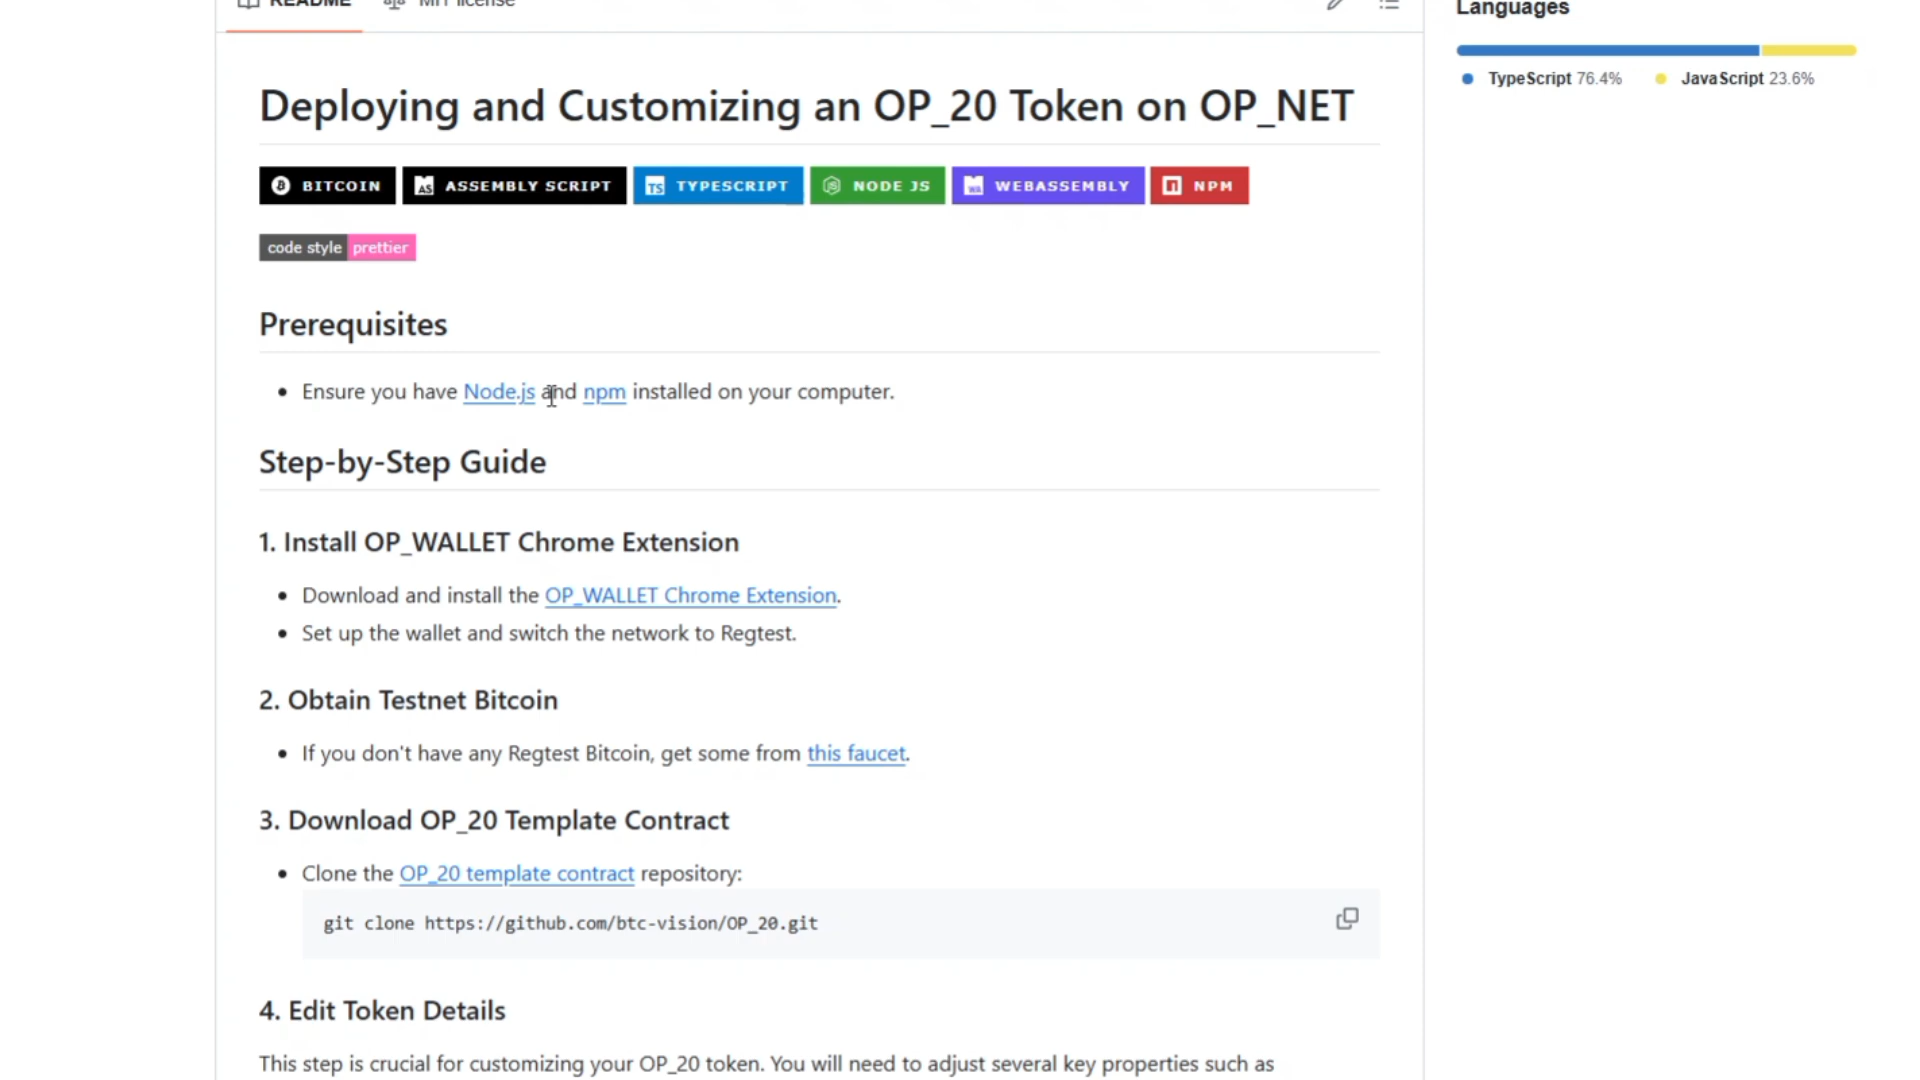 README MIT license
Languages
TypeScript 76.4% JavaScript 23.6%
Deploying and Customizing an OP_20 Token on OP_NET
BITCOIN AS ASSEMBLY SCRIPT TS TYPESCRIPT NODE JS WA WEBASSEMBLY NPM
code style prettier
Prerequisites
• Ensure you have Node.js and npm installed on your computer.
Step-by-Step Guide
1. Install OP_WALLET Chrome Extension
• Download and install the OP_WALLET Chrome Extension.
• Set up the wallet and switch the network to Regtest.
2. Obtain Testnet Bitcoin
• If you don't have any Regtest Bitcoin, get some from this faucet.
3. Download OP_20 Template Contract
• Clone the OP_20 template contract repository:
git clone https://github.com/btc-vision/OP_20.git
4. Edit Token Details
This step is crucial for customizing your OP_20 token. You will need to adjust several key properties such as